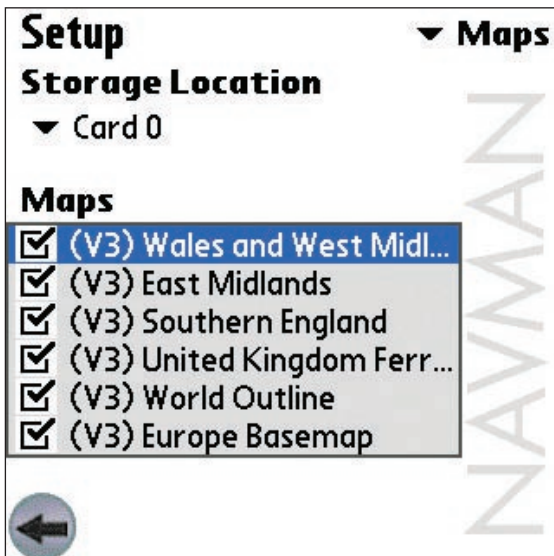 Setup
Maps
Storage Location
Card 0
Maps
(V3) Wales and West Midl...
(V3) East Midlands
(V3) Southern England
(V3) United Kingdom Ferr...
(V3) World Outline
(V3) Europe Basemap
NAVMAN